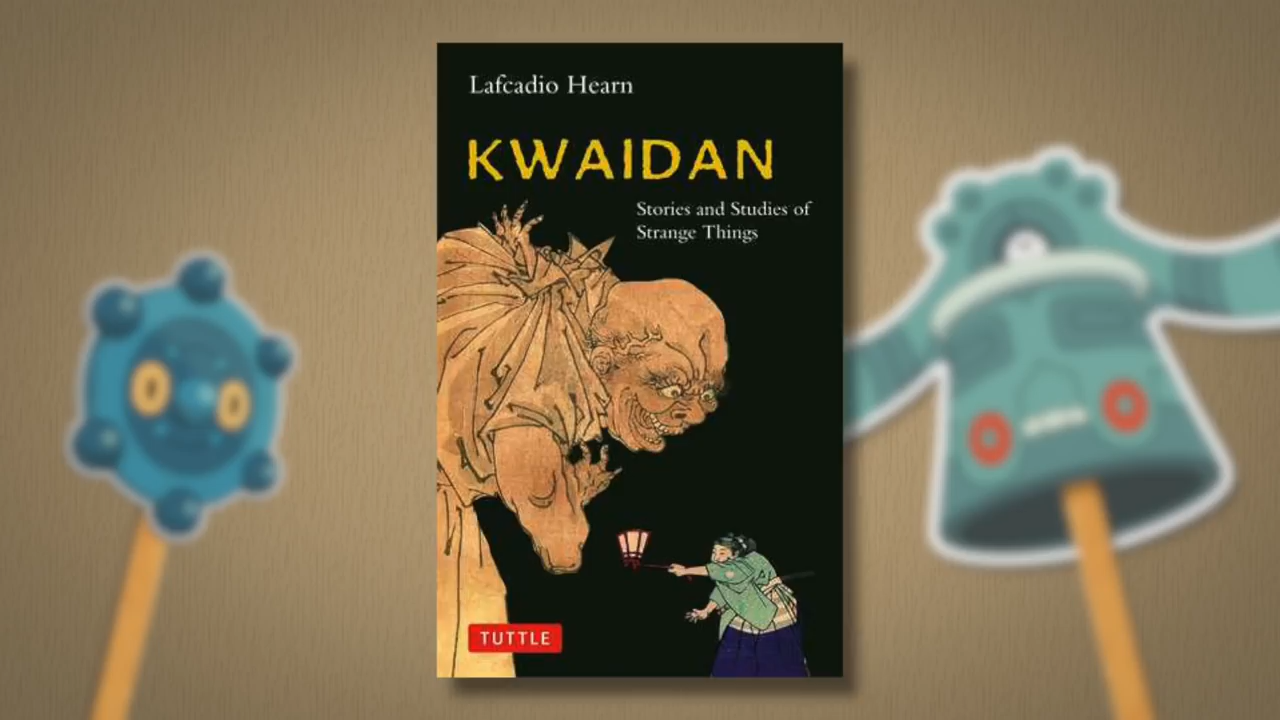 Lafcadio Hearn
KWAIDAN
Stories and Studies of
Strange Things
TUTTLE